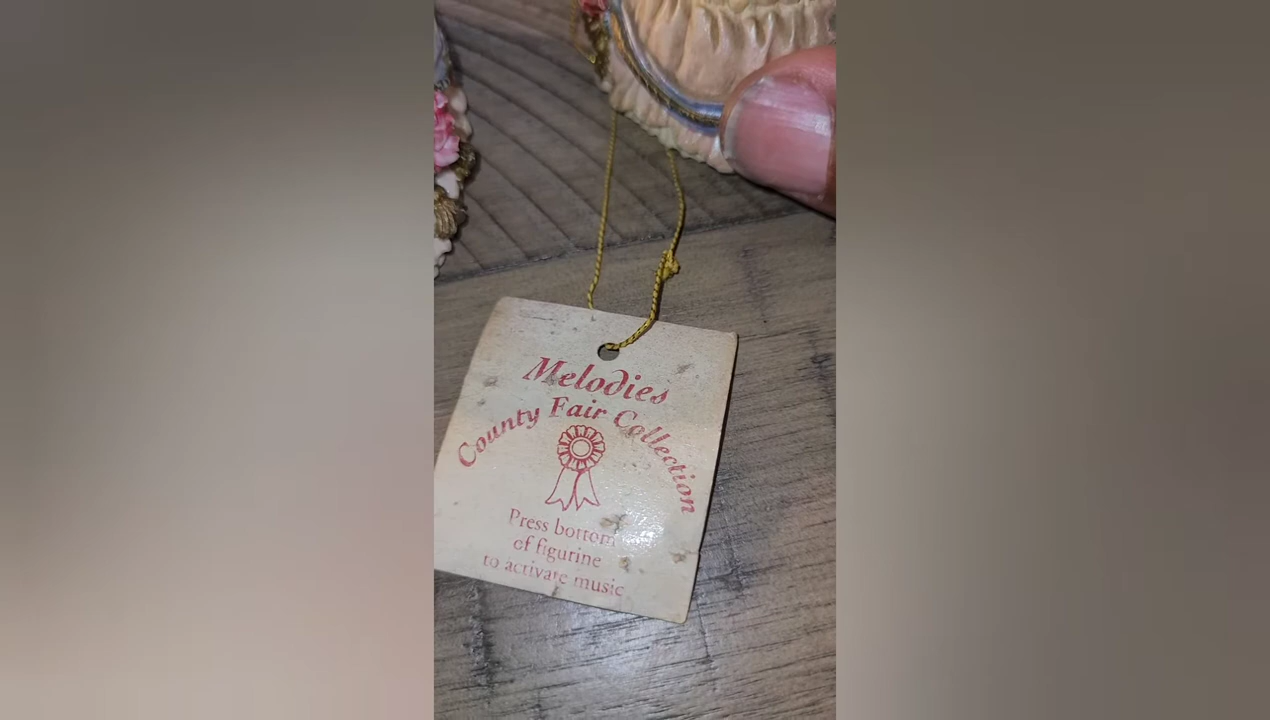 Melodies
County Fair Collection
Press bottom
of figurine
to activate music